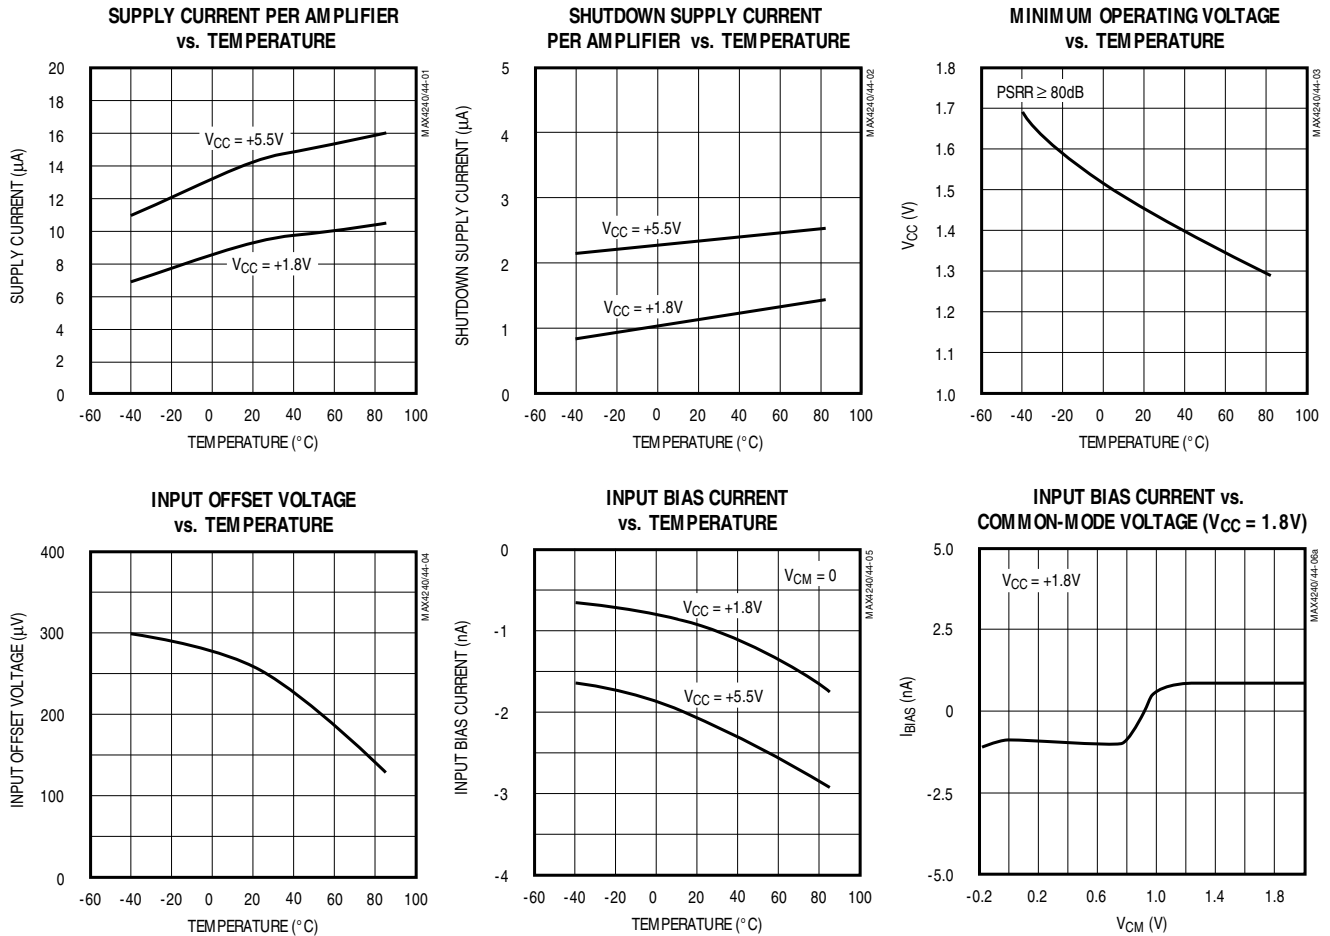 SUPPLY CURRENT PER AMPLIFIER
vs. TEMPERATURE
20
18
16
14
12
10
8
6
4
2
0
SUPPLY CURRENT (µA)
VCC = +5.5V
VCC = +1.8V
-60 -40 -20 0 20 40 60 80 100
TEMPERATURE (°C)
MAX4240/44-01
SHUTDOWN SUPPLY CURRENT
PER AMPLIFIER vs. TEMPERATURE
5
4
3
2
1
0
SHUTDOWN SUPPLY CURRENT (µA)
VCC = +5.5V
VCC = +1.8V
-60 -40 -20 0 20 40 60 80 100
TEMPERATURE (°C)
MAX4240/44-02
MINIMUM OPERATING VOLTAGE
vs. TEMPERATURE
1.8
1.7
1.6
1.5
1.4
1.3
1.2
1.1
1.0
VCC (V)
PSRR ≥ 80dB
-60 -40 -20 0 20 40 60 80 100
TEMPERATURE (°C)
MAX4240/44-03
INPUT OFFSET VOLTAGE
vs. TEMPERATURE
400
300
200
100
0
INPUT OFFSET VOLTAGE (µV)
-60 -40 -20 0 20 40 60 80 100
TEMPERATURE (°C)
MAX4240/44-04
INPUT BIAS CURRENT
vs. TEMPERATURE
0
-1
-2
-3
-4
INPUT BIAS CURRENT (nA)
VCM = 0
VCC = +1.8V
VCC = +5.5V
-60 -40 -20 0 20 40 60 80 100
TEMPERATURE (°C)
MAX4240/44-05
INPUT BIAS CURRENT vs.
COMMON-MODE VOLTAGE (VCC = 1.8V)
5.0
2.5
0
-2.5
-5.0
IBIAS (nA)
VCC = +1.8V
-0.2 0.2 0.6 1.0 1.4 1.8
VCM (V)
MAX4240/44-06a